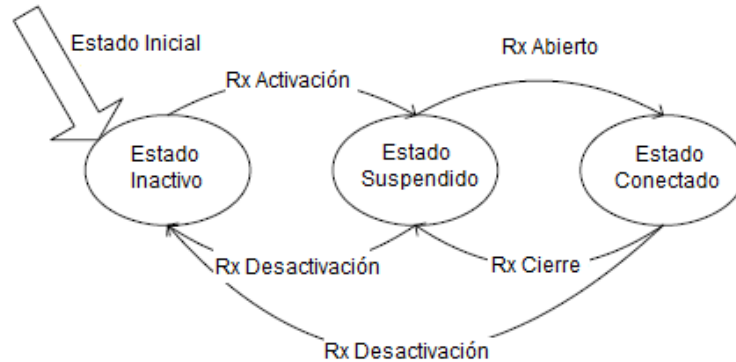 Estado Inicial
Rx Abierto
Rx Activación
Estado
Inactivo
Estado
Suspendido
Estado
Conectado
Rx Desactivación
Rx Cierre
Rx Desactivación